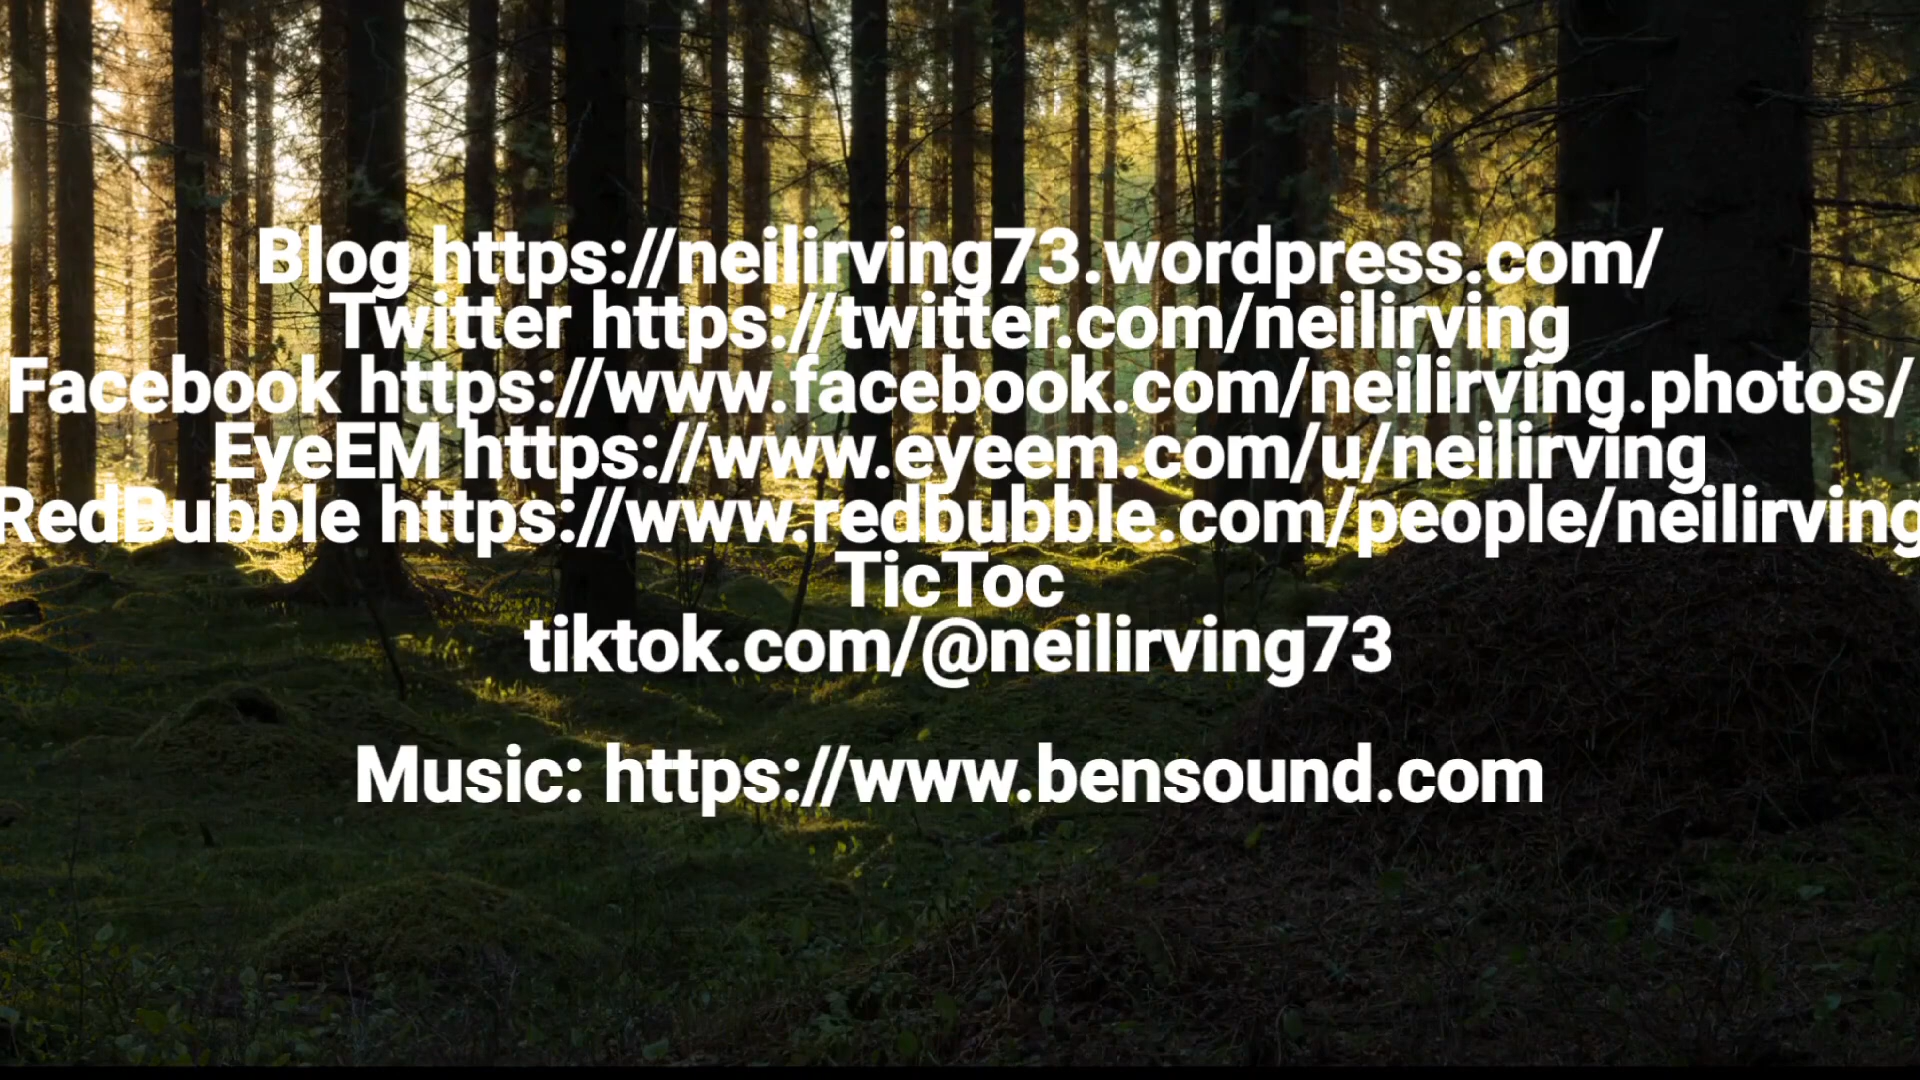 Blog https://neilirving73.wordpress.com/
Twitter https://twitter.com/neilirving
Facebook https://www.facebook.com/neilirving.photos/
EyeEM https://www.eyeem.com/u/neilirving
RedBubble https://www.redbubble.com/people/neilirving
TicToc
tiktok.com/@neilirving73
Music: https://www.bensound.com